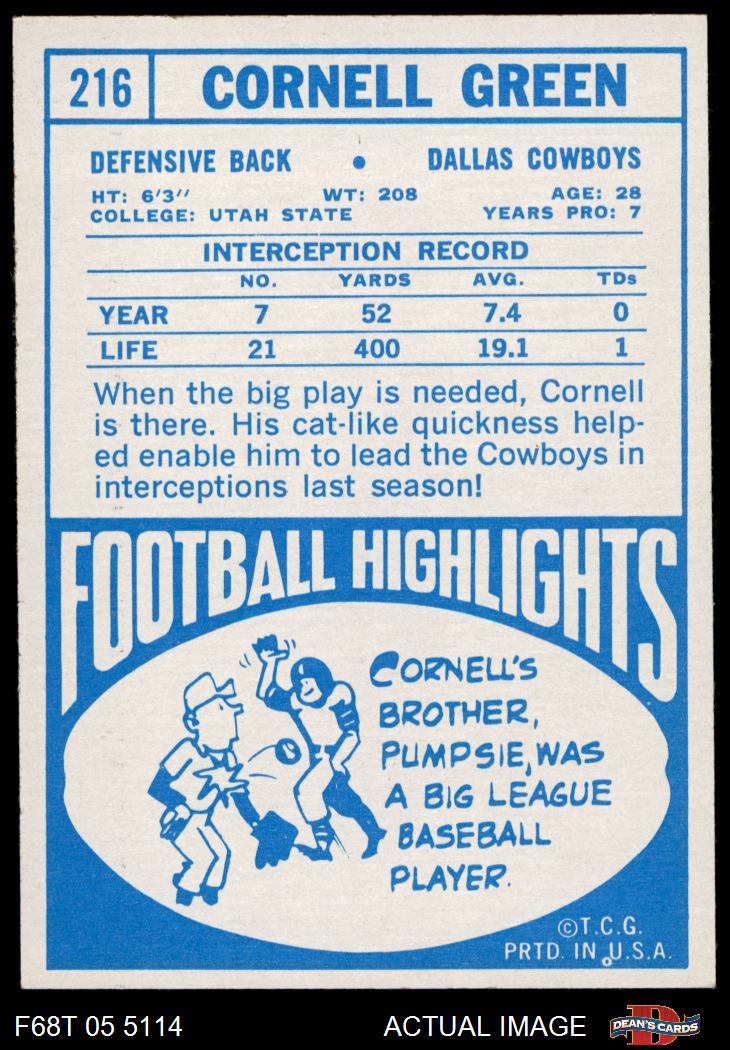 216 CORNELL GREEN
DEFENSIVE BACK • DALLAS COWBOYS
HT: 6'3'' WT: 208 AGE: 28
COLLEGE: UTAH STATE YEARS PRO: 7
INTERCEPTION RECORD
NO. YARDS AVG. TDs
YEAR 7 52 7.4 0
LIFE 21 400 19.1 1
When the big play is needed, Cornell
is there. His cat-like quickness help-
ed enable him to lead the Cowboys in
interceptions last season!
FOOTBALL HIGHLIGHTS
CORNELL'S
BROTHER,
PUMPSIE, WAS
A BIG LEAGUE
BASEBALL
PLAYER.
©T.C.G.
PRTD. IN U.S.A.
F68T 05 5114 ACTUAL IMAGE DEAN'S CARDS